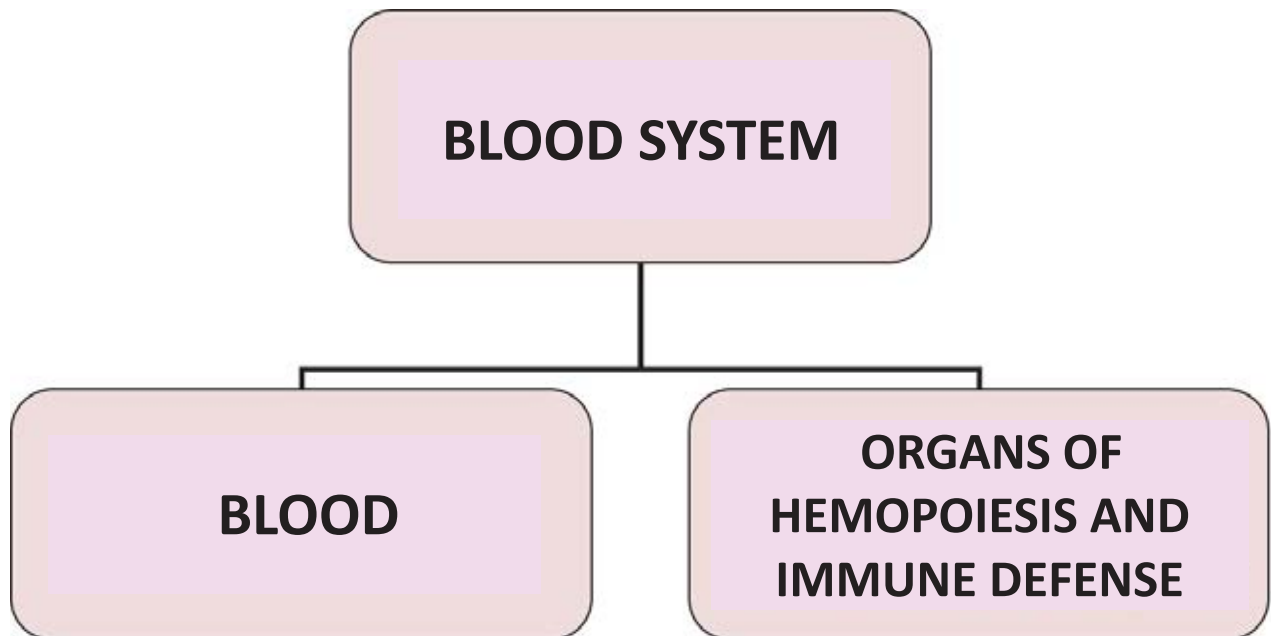 BLOOD SYSTEM
BLOOD
ORGANS OF
HEMOPOIESIS AND
IMMUNE DEFENSE